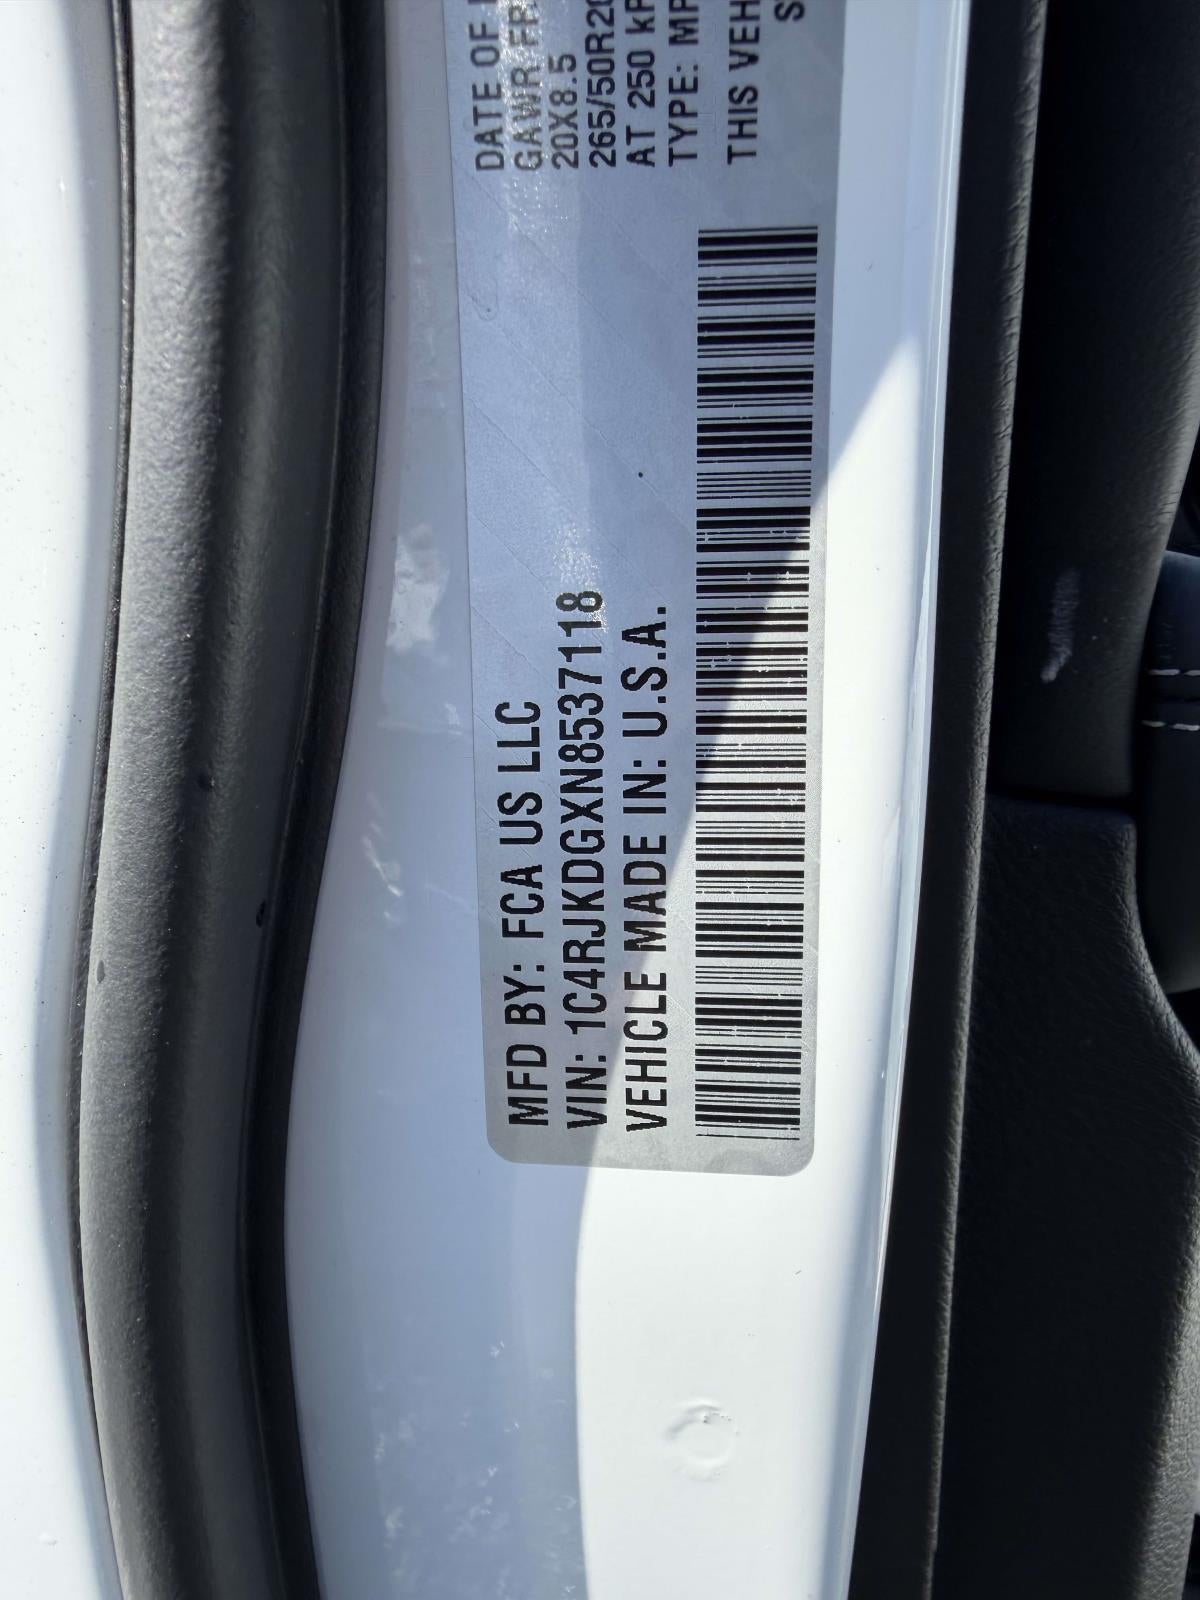 MFD BY: FCA US LLC
VIN: 1C4RJKDGXN8537118
VEHICLE MADE IN: U.S.A.
DATE OF
GAWR FR
20X8.5
265/50R20
AT 250 kP
TYPE: MP
THIS VEH
S